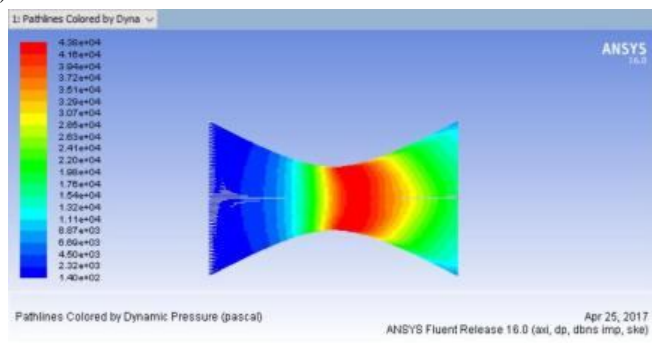 1: Pathlines Colored by Dyna
4.38e+04
4.16e+04
3.94e+04
3.72e+04
3.51e+04
3.29e+04
3.07e+04
2.85e+04
2.63e+04
2.41e+04
2.20e+04
1.98e+04
1.76e+04
1.54e+04
1.32e+04
1.11e+04
8.87e+03
6.69e+03
4.50e+03
2.32e+03
1.40e+02
ANSYS
16.0
Pathlines Colored by Dynamic Pressure (pascal)
Apr 25, 2017
ANSYS Fluent Release 16.0 (axi, dp, dbns imp, ske)